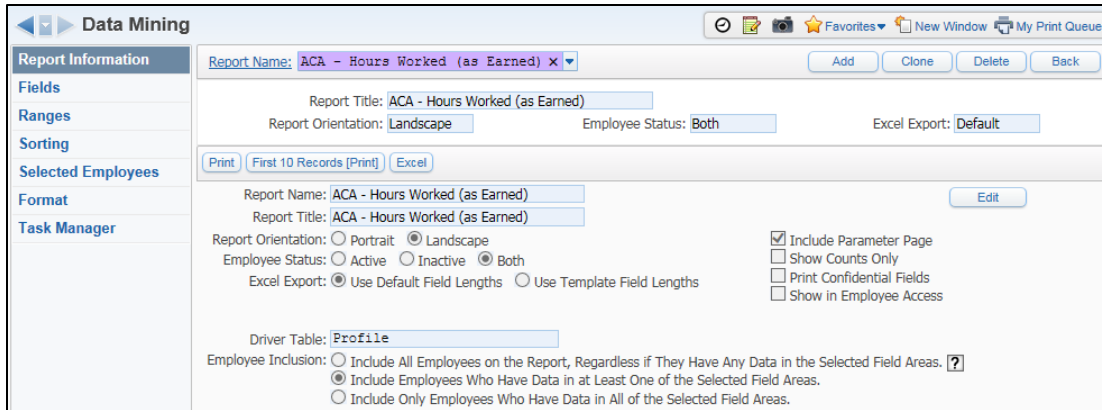 Data Mining
Favorites New Window My Print Queue
Report Information
Fields
Ranges
Sorting
Selected Employees
Format
Task Manager
Report Name: ACA - Hours Worked (as Earned) x
Add Clone Delete Back
Report Title: ACA - Hours Worked (as Earned)
Report Orientation: Landscape Employee Status: Both Excel Export: Default
Print First 10 Records [Print] Excel
Report Name: ACA - Hours Worked (as Earned)
Edit
Report Title: ACA - Hours Worked (as Earned)
Report Orientation: Portrait Landscape
Include Parameter Page
Employee Status: Active Inactive Both
Show Counts Only
Excel Export: Use Default Field Lengths Use Template Field Lengths
Print Confidential Fields
Show in Employee Access
Driver Table: Profile
Employee Inclusion: Include All Employees on the Report, Regardless if They Have Any Data in the Selected Field Areas. ?
Include Employees Who Have Data in at Least One of the Selected Field Areas.
Include Only Employees Who Have Data in All of the Selected Field Areas.